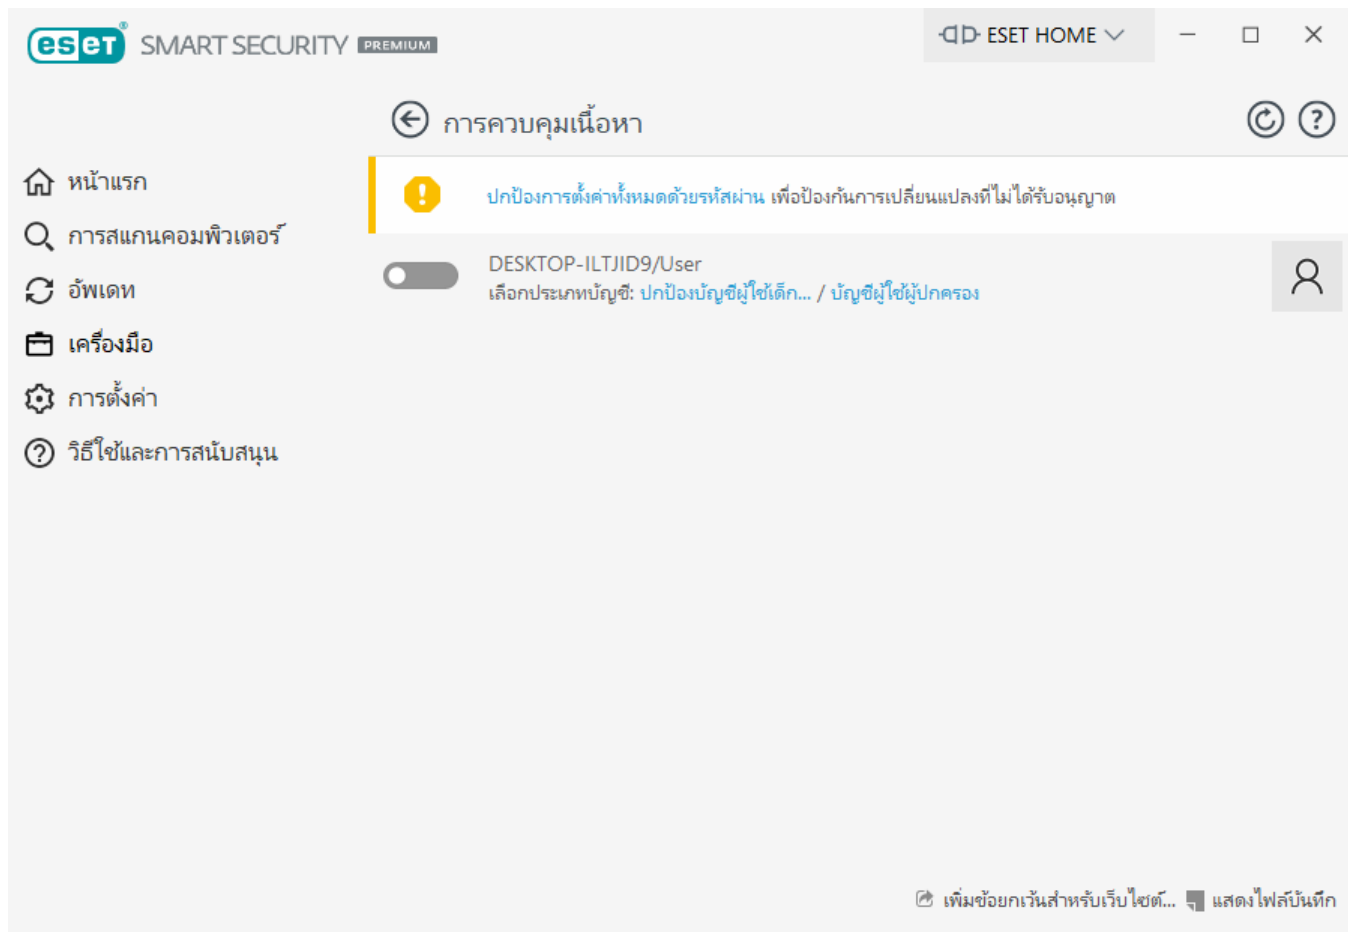 eset® SMART SECURITY PREMIUM
ESET HOME
การควบคุมเนื้อหา
หน้าแรก
การสแกนคอมพิวเตอร์
อัพเดท
เครื่องมือ
การตั้งค่า
วิธีใช้และการสนับสนุน
ปกป้องการตั้งค่าทั้งหมดด้วยรหัสผ่าน เพื่อป้องกันการเปลี่ยนแปลงที่ไม่ได้รับอนุญาต
DESKTOP-ILTJID9/User
เลือกประเภทบัญชี: ปกป้องบัญชีผู้ใช้เด็ก... / บัญชีผู้ใช้ผู้ปกครอง
เพิ่มข้อยกเว้นสำหรับเว็บไซต์... แสดงไฟล์บันทึก